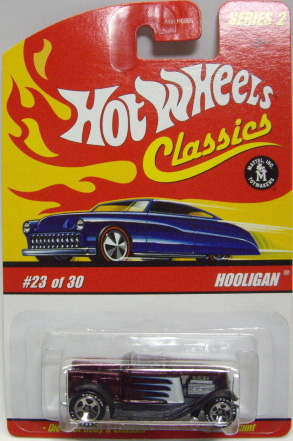 SERIES 2
HOT WHEELS
Classics
MATTEL, INC.
TOYMAKERS
#23 of 30
HOOLIGAN